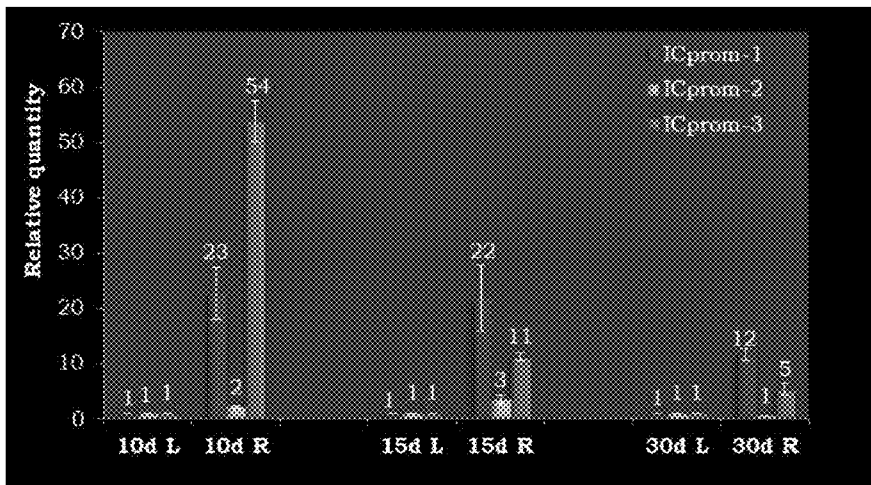 Relative quantity
70
60
50
40
30
20
10
0
ICprom-1
ICprom-2
ICprom-3
1 1 1
23 2 54
1 1 1
22 3 11
1 1 1
12 1 5
10d L 10d R 15d L 15d R 30d L 30d R